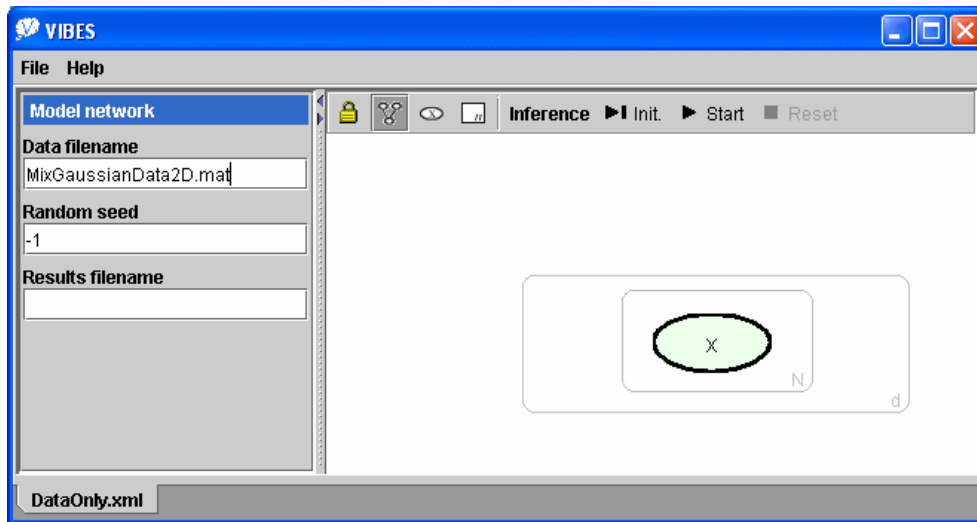 VIBES
File Help
Model network
Data filename
MixGaussianData2D.mat
Random seed
-1
Results filename
x n Inference Init. Start Reset
X
N
d
DataOnly.xml